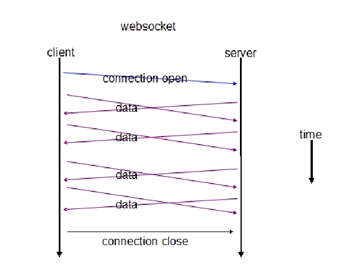 websocket
client
server
connection open
data
data
time
data
data
connection close